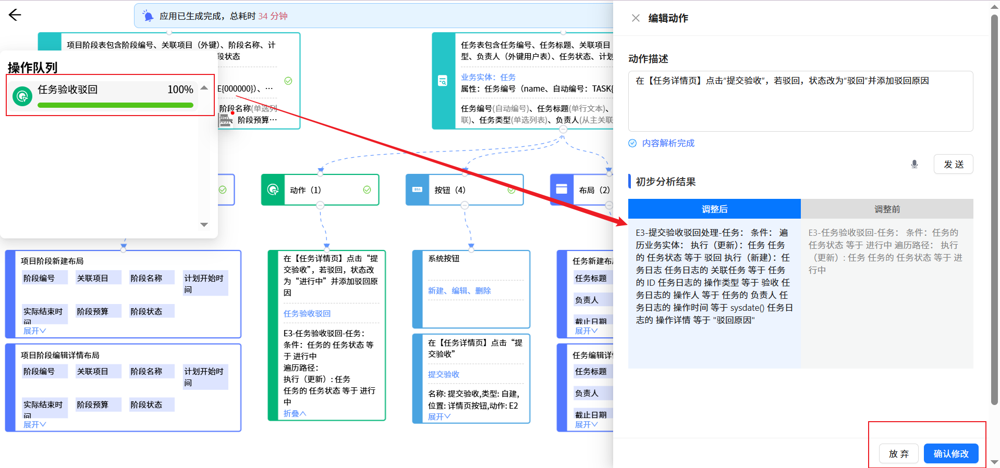 应用已生成完成，总耗时 34 分钟
项目阶段表包含阶段编号、关联项目（外键）、阶段名称、计
段状态
E{000000}）、···
阶段名称(单选列
期)、阶段预算···
操作队列
任务验收驳回
100%
任务表包含任务编号、任务标题、关联项目
型、负责人（外键用户表）、任务状态、计划
业务实体：任务
属性：任务编号（name、自动编号：TASK{
任务编号(自动编号)、任务标题(单行文本)、
联)、任务类型(单选列表)、负责人(从主关联
动作（1）
Btn
按钮（4）
布局（2）
项目阶段新建布局
阶段编号
关联项目
阶段名称
计划开始时
间
实际结束时
间
阶段预算
阶段状态
展开
项目阶段编辑详情布局
阶段编号
关联项目
阶段名称
计划开始时
间
实际结束时
间
阶段预算
阶段状态
展开
在【任务详情页】点击“提
交验收”，若驳回，状态改
为“进行中”并添加驳回原
因
任务验收驳回
E3-任务验收驳回-任务：
条件：任务的 任务状态 等
于 进行中
遍历路径：
执行（更新）: 任务
任务的 任务状态 等于 进行
中
折叠
系统按钮
新建、编辑、删除
在【任务详情页】点击“提
交验收”
提交验收
名称: 提交验收,类型: 自建,
位置: 详情页按钮,动作: E2
展开
任务新建布
任务标题
负责人
截止日期
展开
任务编辑详
任务标题
负责人
截止日期
展开
编辑动作
动作描述
在【任务详情页】点击“提交验收”，若驳回，状态改为“驳回”并添加驳回原因
内容解析完成
发 送
初步分析结果
调整后
调整前
E3-提交验收驳回处理-任务： 条件： 遍
历业务实体： 执行（更新）：任务 任务
的 任务状态 等于 驳回 执行（新建）：任
务日志 任务日志的 关联任务 等于 任务
的 ID 任务日志的 操作类型 等于 验收 任
务日志的 操作人 等于 任务的 负责人 任
务日志的 操作时间 等于 sysdate() 任务日
志的 操作详情 等于 "驳回原因"
E3-任务验收驳回-任务： 条件：任务的
任务状态 等于 进行中 遍历路径： 执行
（更新）: 任务 任务的 任务状态 等于 进
行中
放 弃
确认修改